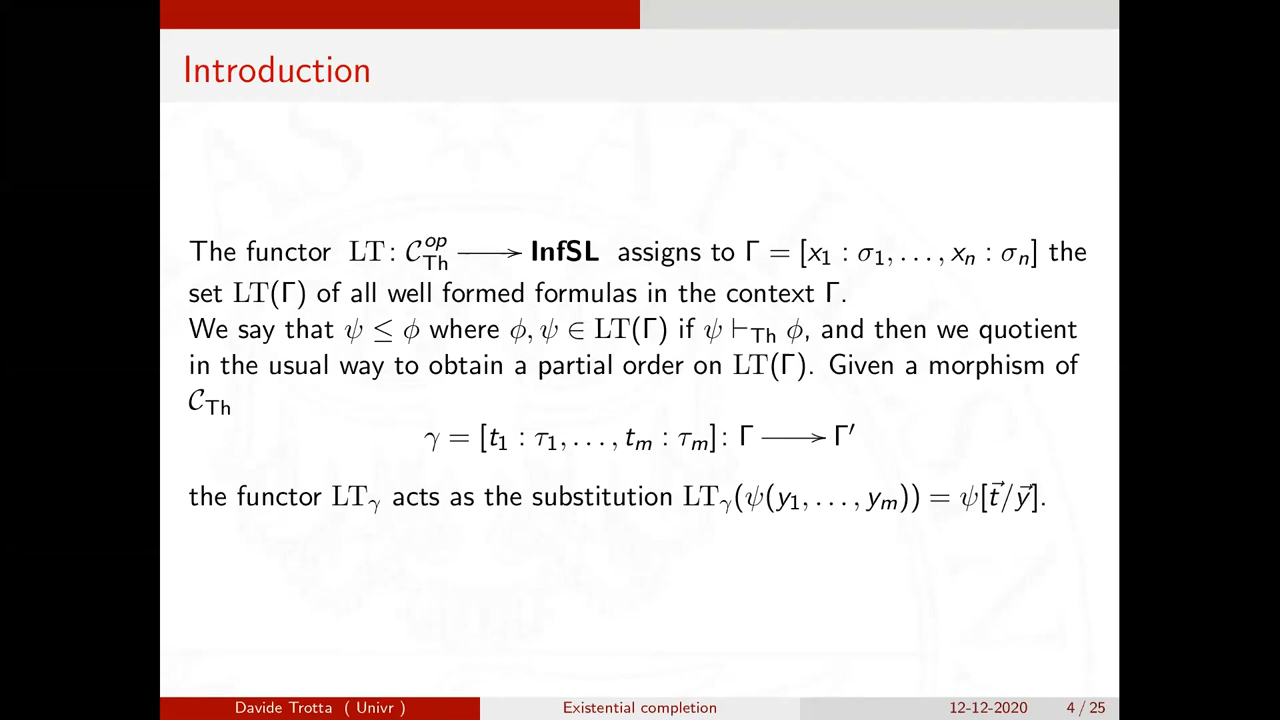 Introduction
The functor LT: 𝒞_Th^op ⟶ InfSL assigns to Γ = [x₁ : σ₁, . . . , xₙ : σₙ] the
set LT(Γ) of all well formed formulas in the context Γ.
We say that ψ ≤ ϕ where ϕ, ψ ∈ LT(Γ) if ψ ⊢_Th ϕ, and then we quotient
in the usual way to obtain a partial order on LT(Γ). Given a morphism of
𝒞_Th
γ = [t₁ : τ₁, . . . , tₘ : τₘ]: Γ ⟶ Γ′
the functor LT_γ acts as the substitution LT_γ(ψ(y₁, . . . , yₘ)) = ψ[t⃗/y⃗].
Davide Trotta ( Univr ) Existential completion 12-12-2020 4 / 25